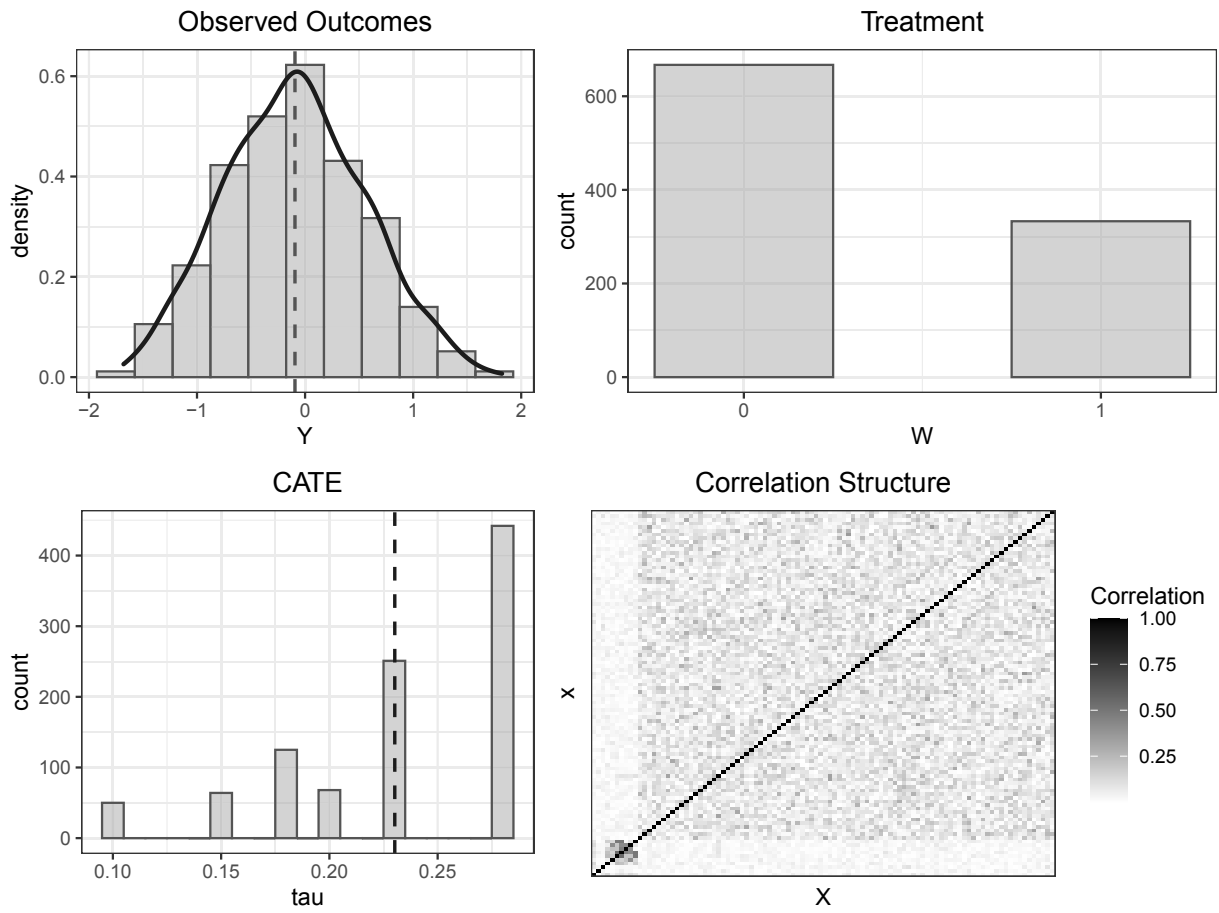 Observed Outcomes
0.6
0.4
0.2
0.0
density
−2
−1
0
1
2
Y
Treatment
600
400
200
0
count
0
1
W
CATE
400
300
200
100
0
count
0.10
0.15
0.20
0.25
tau
Correlation Structure
x
X
Correlation
1.00
0.75
0.50
0.25